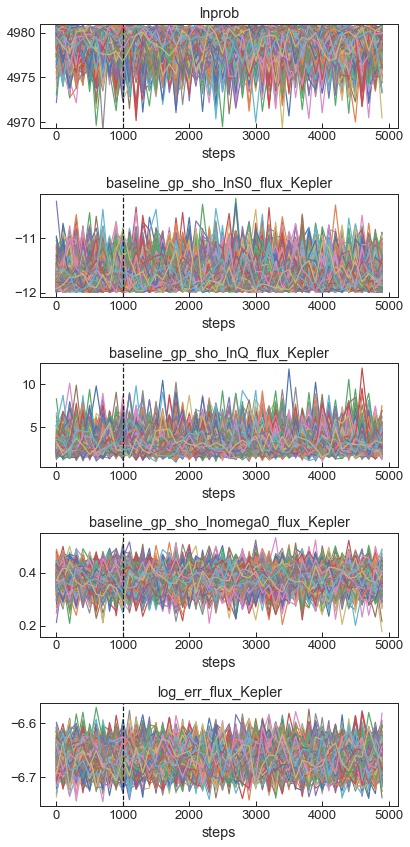 lnprob
4980
4975
4970
0 1000 2000 3000 4000 5000
steps
baseline_gp_sho_lnS0_flux_Kepler
−11
−12
0 1000 2000 3000 4000 5000
steps
baseline_gp_sho_lnQ_flux_Kepler
10
5
0 1000 2000 3000 4000 5000
steps
baseline_gp_sho_lnomega0_flux_Kepler
0.4
0.2
0 1000 2000 3000 4000 5000
steps
log_err_flux_Kepler
−6.6
−6.7
0 1000 2000 3000 4000 5000
steps